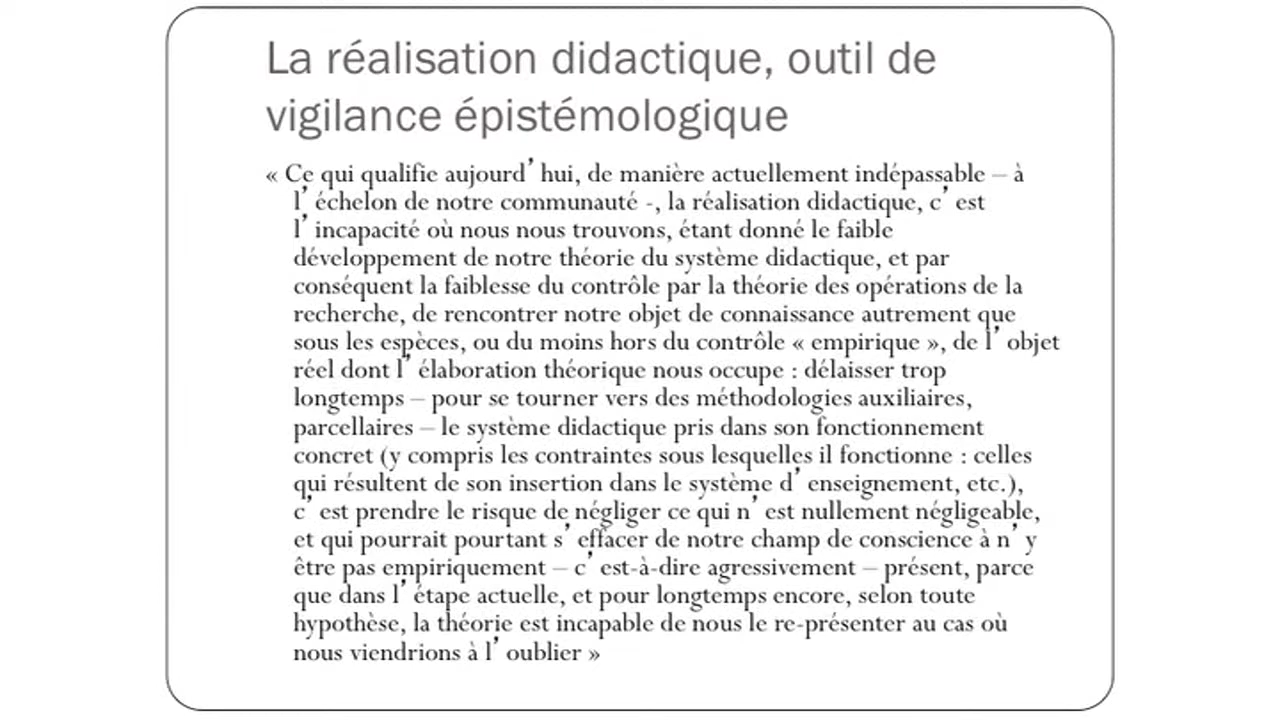 La réalisation didactique, outil de
vigilance épistémologique
« Ce qui qualifie aujourd’ hui, de manière actuellement indépassable – à
l’ échelon de notre communauté -, la réalisation didactique, c’ est
l’ incapacité où nous nous trouvons, étant donné le faible
développement de notre théorie du système didactique, et par
conséquent la faiblesse du contrôle par la théorie des opérations de la
recherche, de rencontrer notre objet de connaissance autrement que
sous les espèces, ou du moins hors du contrôle « empirique », de l’ objet
réel dont l’ élaboration théorique nous occupe : délaisser trop
longtemps – pour se tourner vers des méthodologies auxiliaires,
parcellaires – le système didactique pris dans son fonctionnement
concret (y compris les contraintes sous lesquelles il fonctionne : celles
qui résultent de son insertion dans le système d’ enseignement, etc.),
c’ est prendre le risque de négliger ce qui n’ est nullement négligeable,
et qui pourrait pourtant s’ effacer de notre champ de conscience à n’ y
être pas empiriquement – c’ est-à-dire agressivement – présent, parce
que dans l’ étape actuelle, et pour longtemps encore, selon toute
hypothèse, la théorie est incapable de nous le re-présenter au cas où
nous viendrions à l’ oublier »